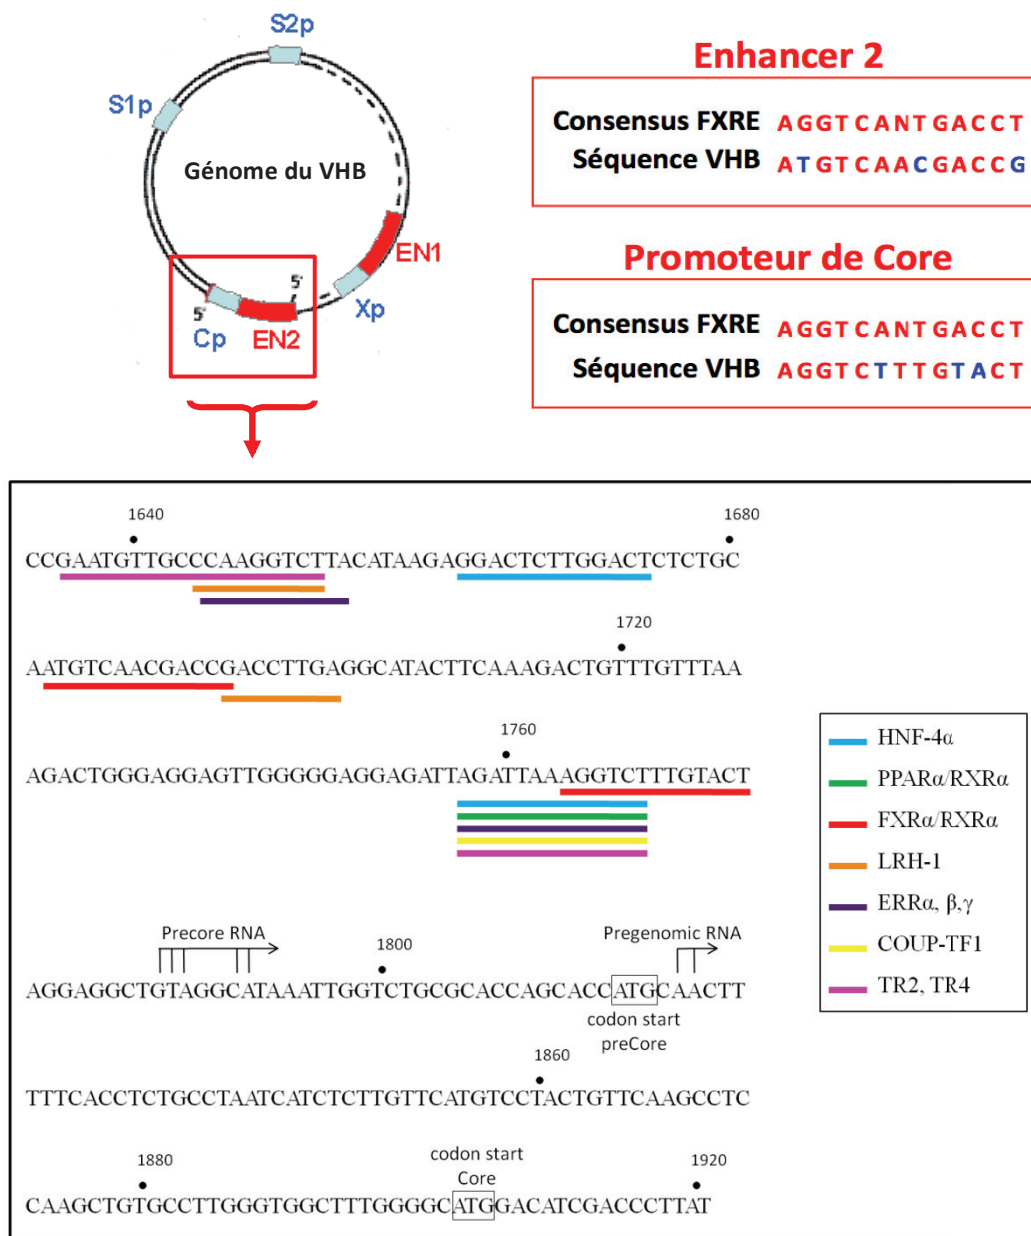 S2p
S1p
Génome du VHB
EN1
5'
Xp
5'
Cp
EN2
Enhancer 2
Consensus FXRE AGGTCANTGACCT
Séquence VHB ATGTCAACGACCG
Promoteur de Core
Consensus FXRE AGGTCANTGACCT
Séquence VHB AGGTCTTTGTACT
1640
1680
CCGAATGTTGCCCAAGGTCTTACATAAGAGGACTCTTGGACTCTCTGC
1720
AATGTCAACGACCGACCTTGAGGCATACTTCAAAGACTGTTTGTTTAA
1760
AGACTGGGAGGAGTTGGGGGAGGAGATTAGATTAAAGGTCTTTGTACT
HNF-4α
PPARα/RXRα
FXRα/RXRα
LRH-1
ERRα, β,γ
COUP-TF1
TR2, TR4
Precore RNA
1800
Pregenomic RNA
AGGAGGCTGTAGGCATAAATTGGTCTGCGCACCAGCACCATGCAACTT
codon start
preCore
1860
TTTCACCTCTGCCTAATCATCTCTTGTTCATGTCCTACTGTTCAAGCCTC
1880
codon start
Core
1920
CAAGCTGTGCCTTGGGTGGCTTTGGGGCATGGACATCGACCCTTAT